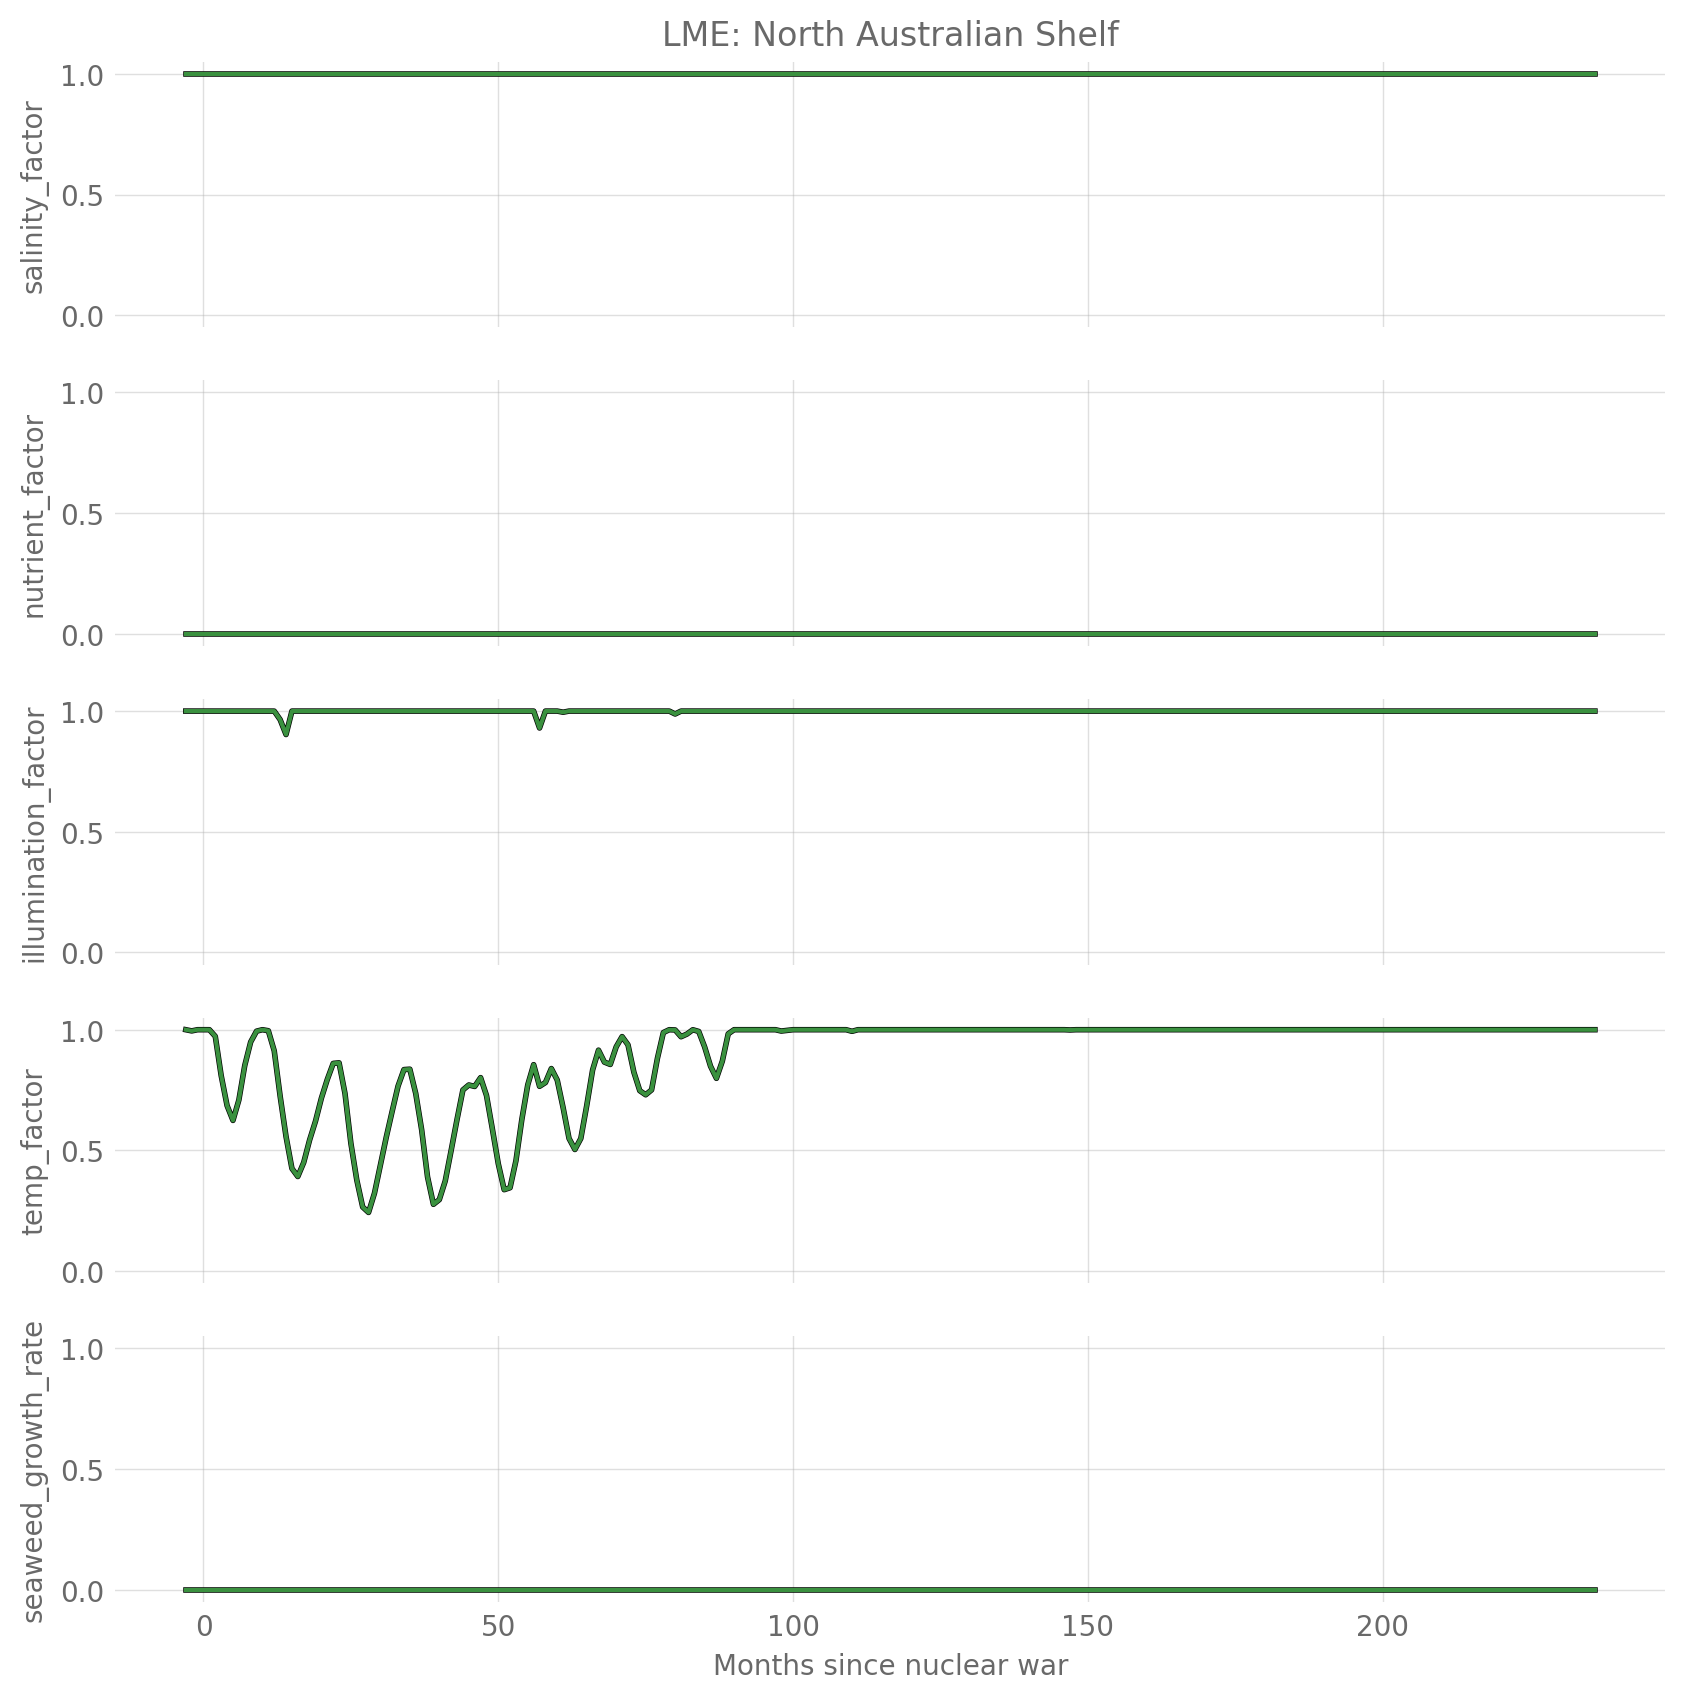 LME: North Australian Shelf
1.0
0.5
0.0
salinity_factor
1.0
0.5
0.0
nutrient_factor
1.0
0.5
0.0
illumination_factor
1.0
0.5
0.0
temp_factor
1.0
0.5
0.0
seaweed_growth_rate
0 50 100 150 200
Months since nuclear war